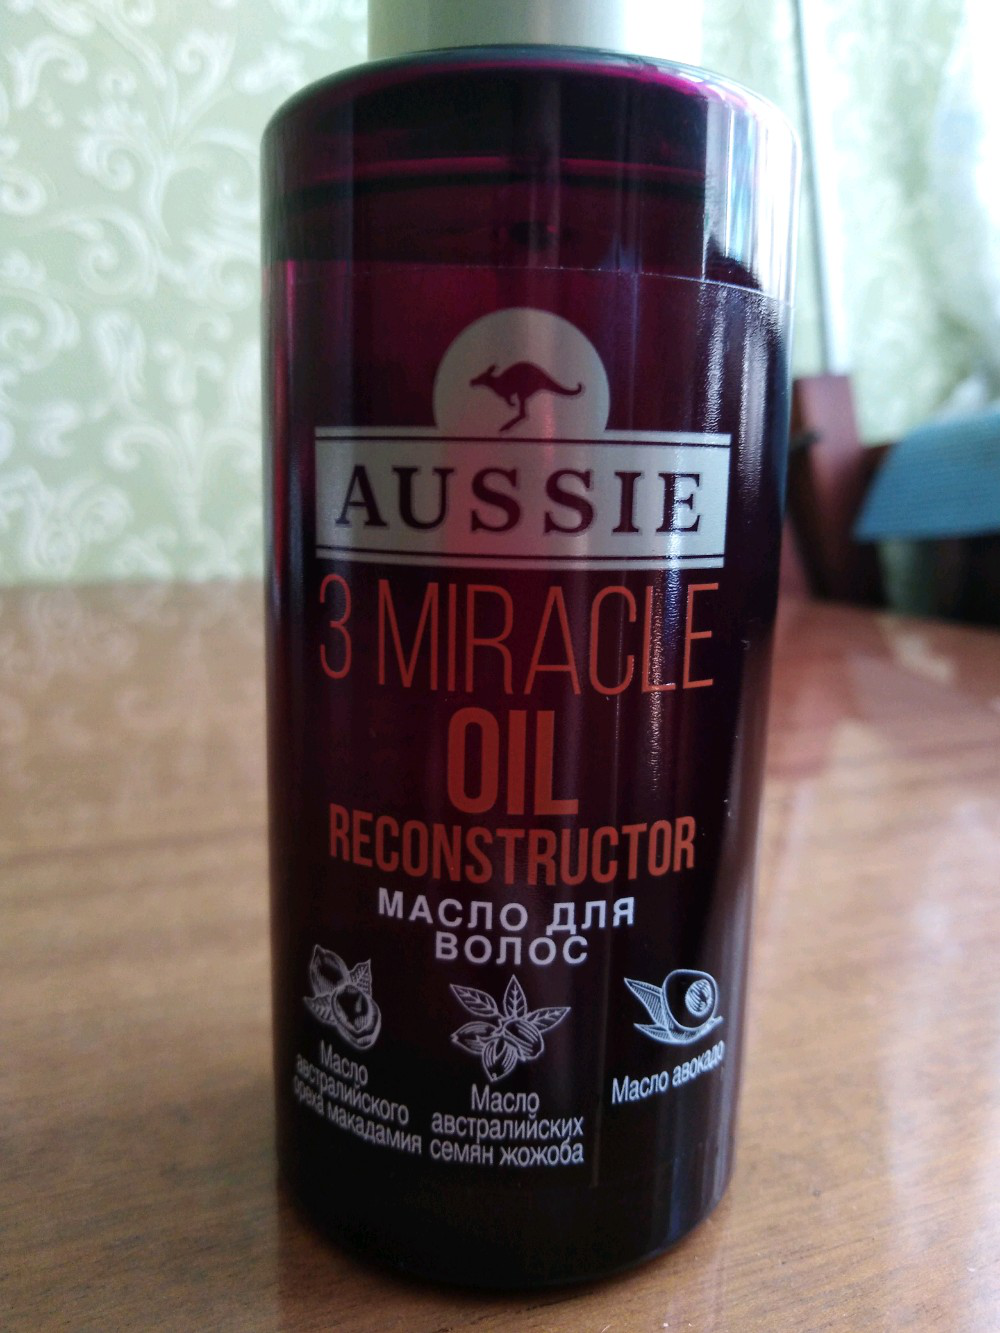 AUSSIE
3 MIRACLE
OIL
RECONSTRUCTOR
МАСЛО ДЛЯ
ВОЛОС
Масло
австралийского
ореха макадамия
Масло
австралийских
семян жожоба
Масло авокадо